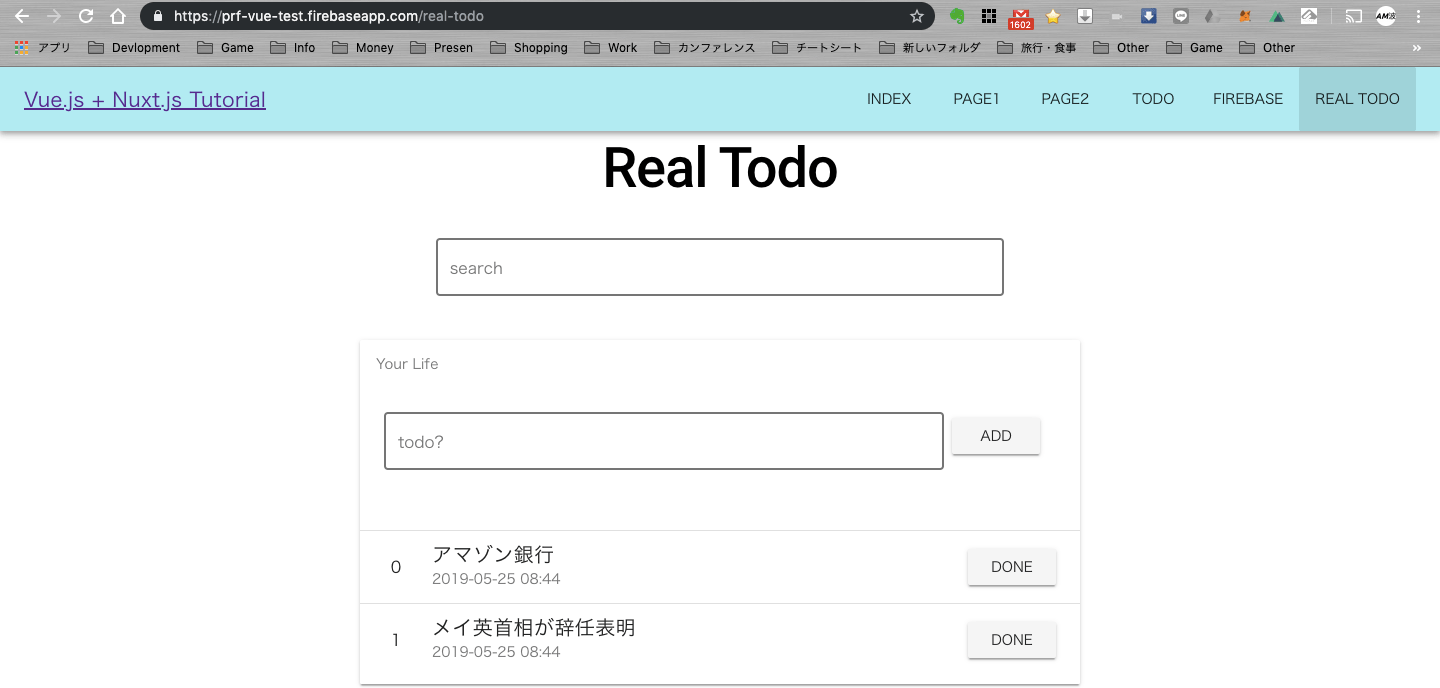 https://prf-vue-test.firebaseapp.com/real-todo
1602
AM波
アプリ Devlopment Game Info Money Presen Shopping Work カンファレンス チートシート 新しいフォルダ 旅行・食事 Other Game Other »
Vue.js + Nuxt.js Tutorial INDEX PAGE1 PAGE2 TODO FIREBASE REAL TODO
Real Todo
search
Your Life
todo? ADD
0 アマゾン銀行 DONE
2019-05-25 08:44
1 メイ英首相が辞任表明 DONE
2019-05-25 08:44